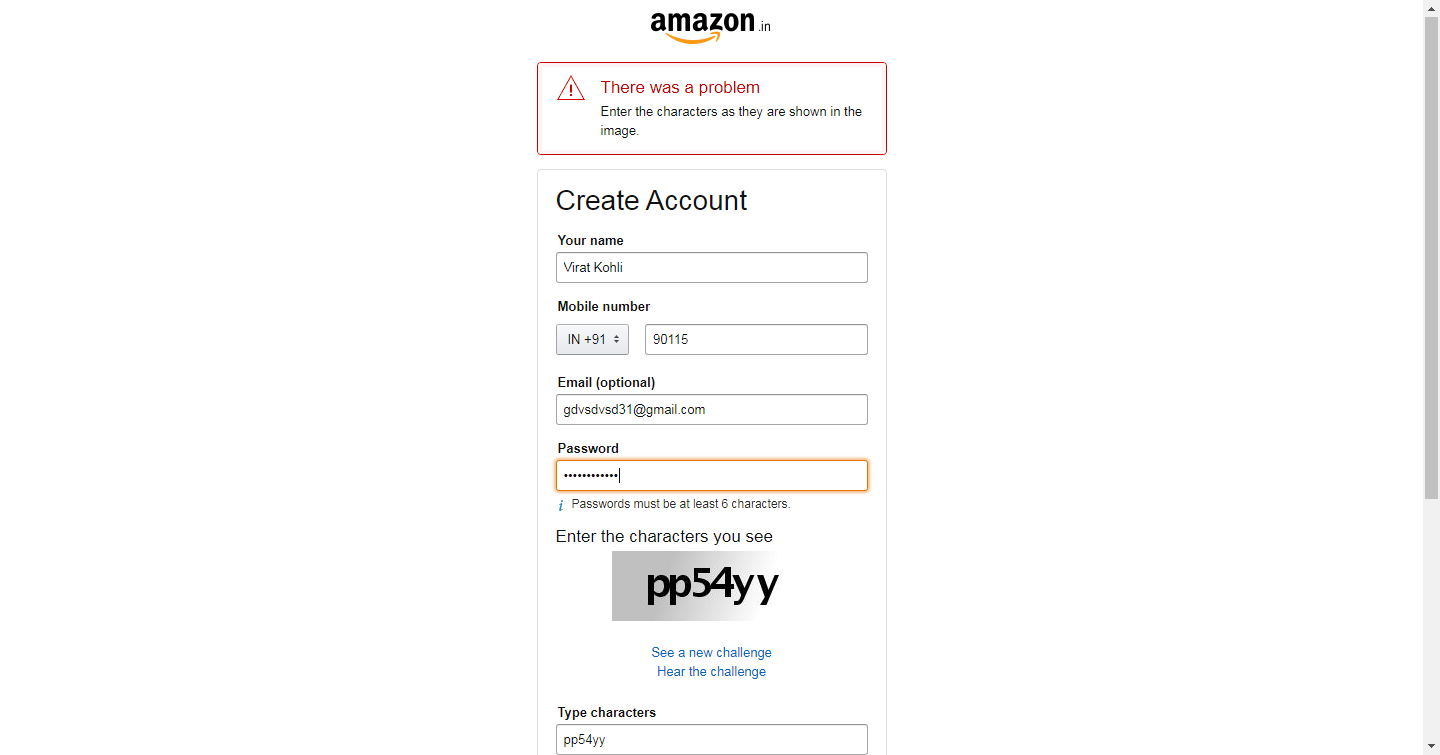 amazon.in
There was a problem
Enter the characters as they are shown in the
image.
Create Account
Your name
Virat Kohli
Mobile number
IN +91
90115
Email (optional)
gdvsdvsd31@gmail.com
Password
••••••••••••
i Passwords must be at least 6 characters.
Enter the characters you see
pp54yy
See a new challenge
Hear the challenge
Type characters
pp54yy